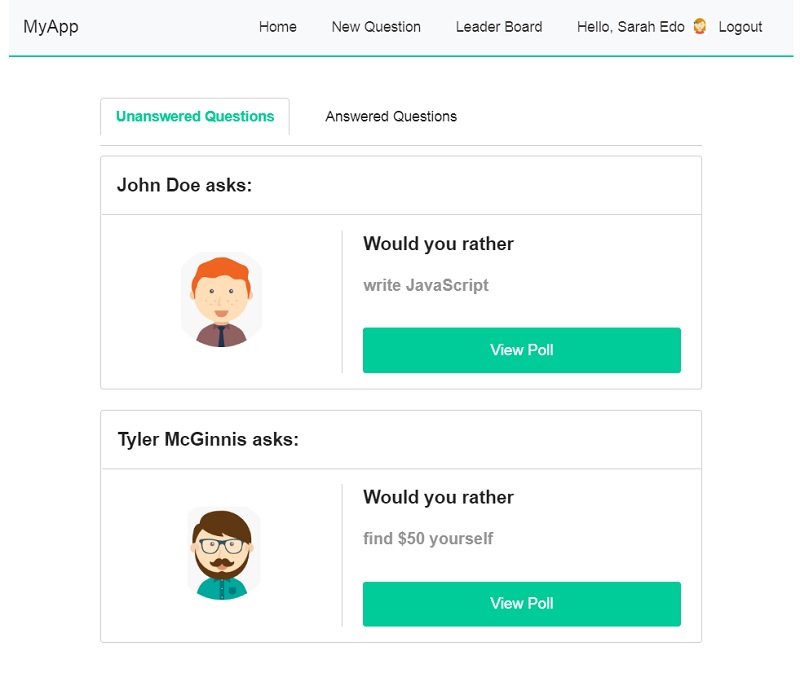 MyApp Home New Question Leader Board Hello, Sarah Edo Logout
Unanswered Questions Answered Questions
John Doe asks:
Would you rather
write JavaScript
View Poll
Tyler McGinnis asks:
Would you rather
find $50 yourself
View Poll